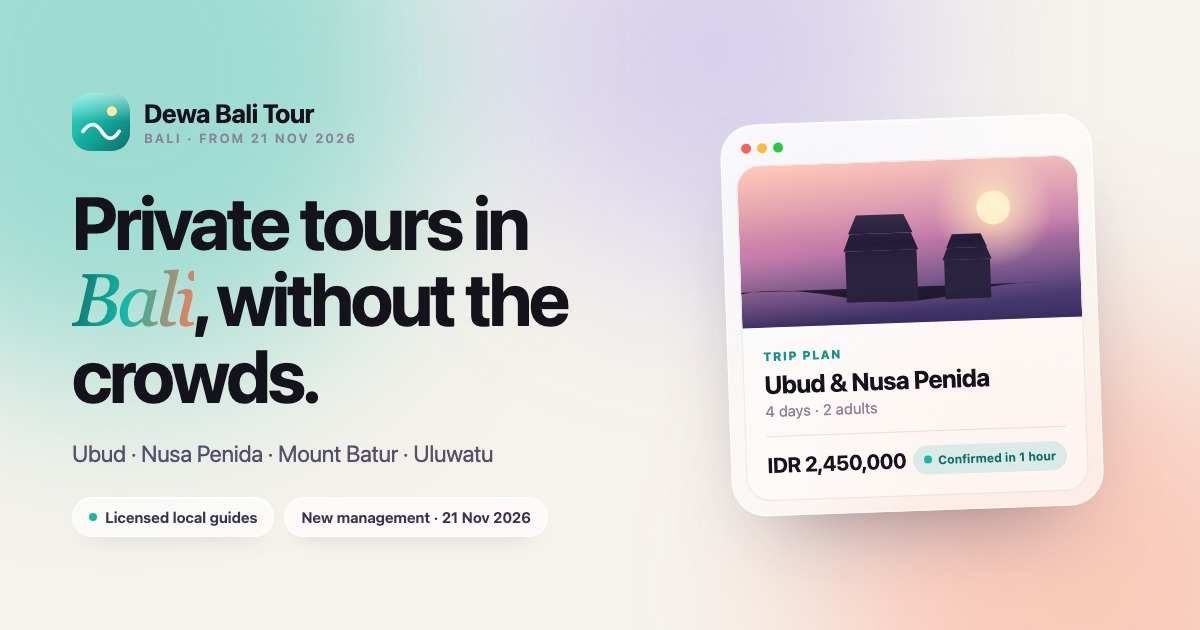 Dewa Bali Tour
BALI · FROM 21 NOV 2026
Private tours in
Bali, without the
crowds.
Ubud · Nusa Penida · Mount Batur · Uluwatu
Licensed local guides
New management · 21 Nov 2026
TRIP PLAN
Ubud & Nusa Penida
4 days · 2 adults
IDR 2,450,000
Confirmed in 1 hour